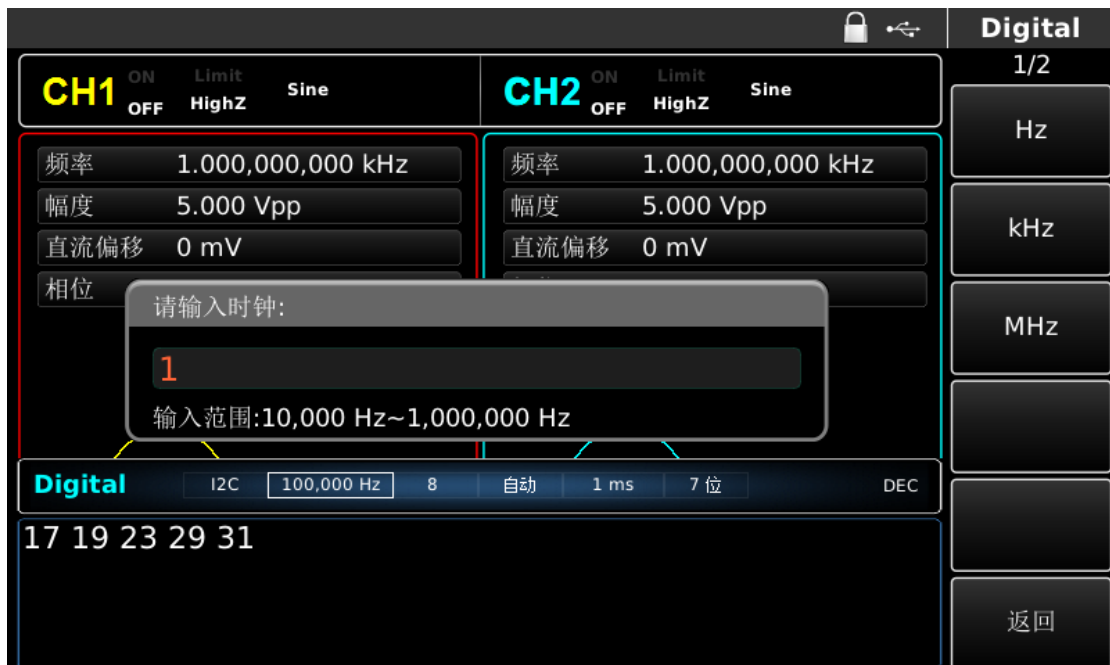 Digital
1/2
CH1 ON OFF Limit HighZ Sine
CH2 ON OFF Limit HighZ Sine
Hz
kHz
MHz
返回
频率 1.000,000,000 kHz
幅度 5.000 Vpp
直流偏移 0 mV
相位
频率 1.000,000,000 kHz
幅度 5.000 Vpp
直流偏移 0 mV
请输入时钟:
1
输入范围:10,000 Hz~1,000,000 Hz
Digital I2C 100,000 Hz 8 自动 1 ms 7 位 DEC
17 19 23 29 31